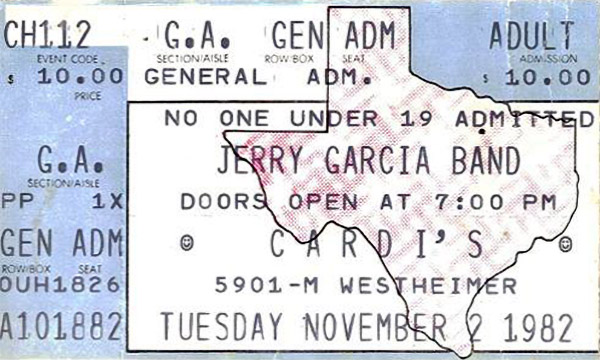 CH112 G.A. GEN ADM ADULT
EVENT CODE SECTION/AISLE ROW/BOX SEAT ADMISSION
$ 10.00 GENERAL ADM. $ 10.00
PRICE
NO ONE UNDER 19 ADMITTED
G.A. JERRY GARCIA BAND
SECTION/AISLE
PP 1X DOORS OPEN AT 7:00 PM
GEN ADM ☺ CARDI'S ☺
ROW/BOX SEAT
OUH1826 5901-M WESTHEIMER
A101882 TUESDAY NOVEMBER 2 1982